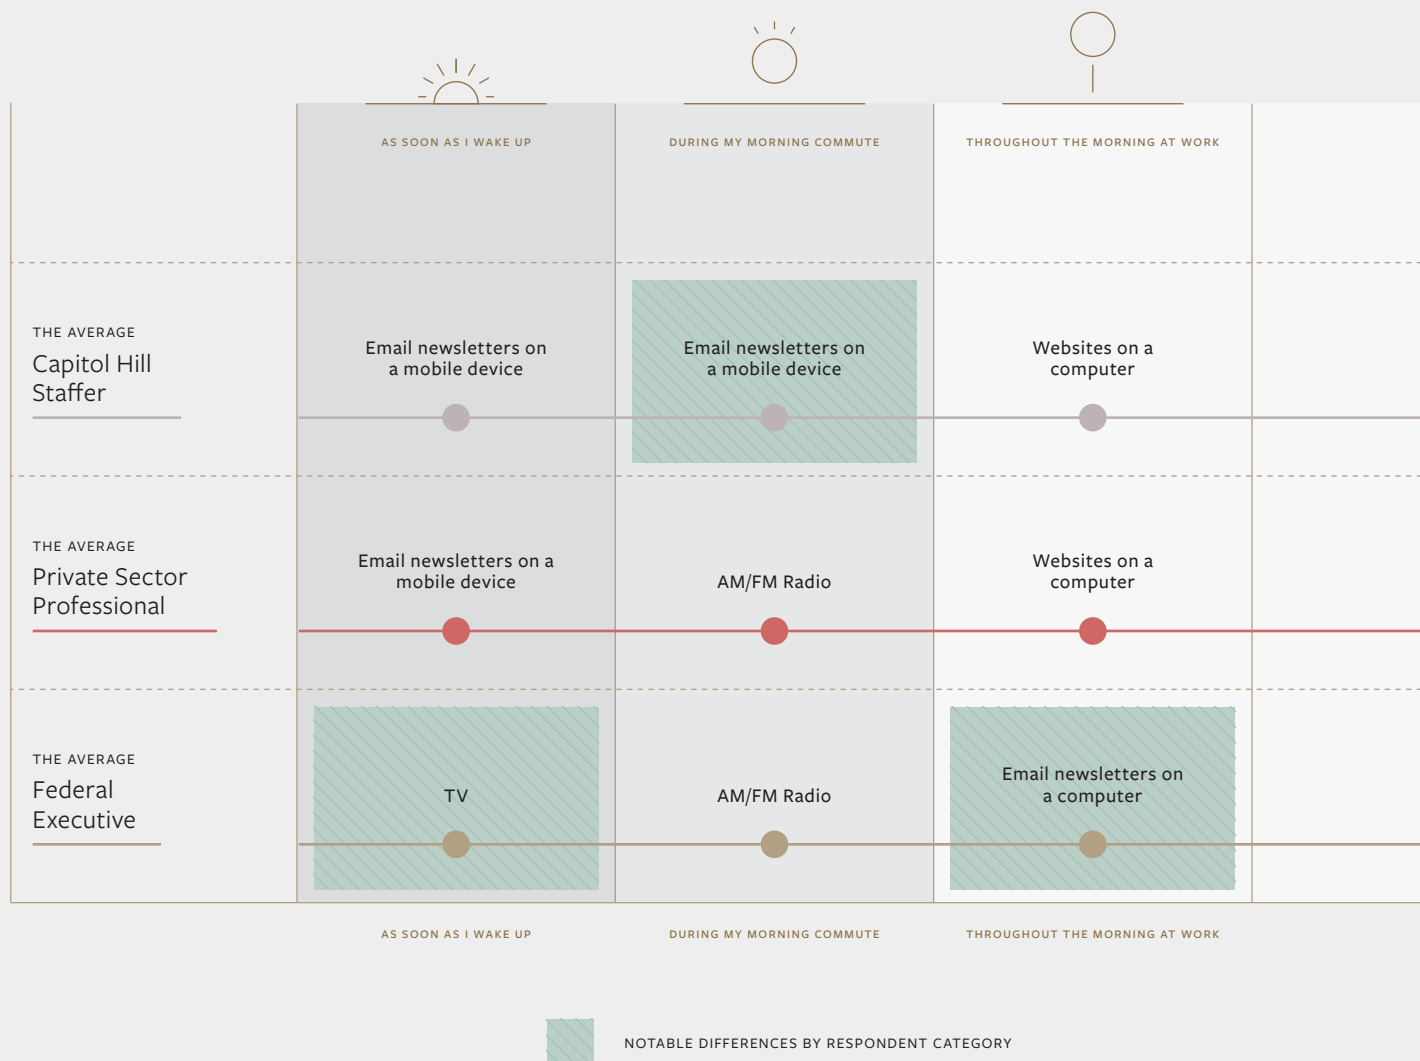 AS SOON AS I WAKE UP
DURING MY MORNING COMMUTE
THROUGHOUT THE MORNING AT WORK
THE AVERAGE
Capitol Hill
Staffer
Email newsletters on
a mobile device
Email newsletters on
a mobile device
Websites on a
computer
THE AVERAGE
Private Sector
Professional
Email newsletters on a
mobile device
AM/FM Radio
Websites on a
computer
THE AVERAGE
Federal
Executive
TV
AM/FM Radio
Email newsletters on
a computer
AS SOON AS I WAKE UP
DURING MY MORNING COMMUTE
THROUGHOUT THE MORNING AT WORK
NOTABLE DIFFERENCES BY RESPONDENT CATEGORY